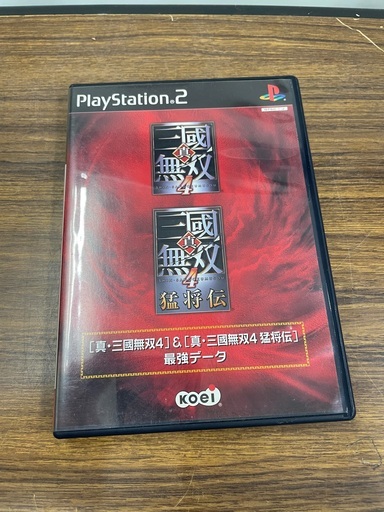 PlayStation®2
真・三國無双4
真・三國無双4
猛将伝
[真・三國無双4]&[真・三國無双4 猛将伝]
最強データ
KOEI